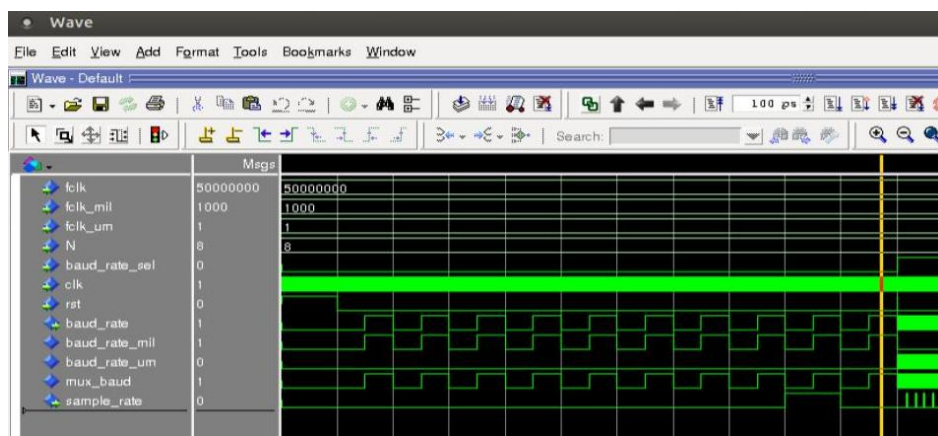 Wave
File Edit View Add Format Tools Bookmarks Window
Wave - Default
100 ps
Search:
Msgs
fclk 50000000 50000000
fclk_mil 1000 1000
fclk_um 1 1
N 8 8
baud_rate_sel 0
clk 1
rst 0
baud_rate 1
baud_rate_mil 1
baud_rate_um 0
mux_baud 1
sample_rate 0